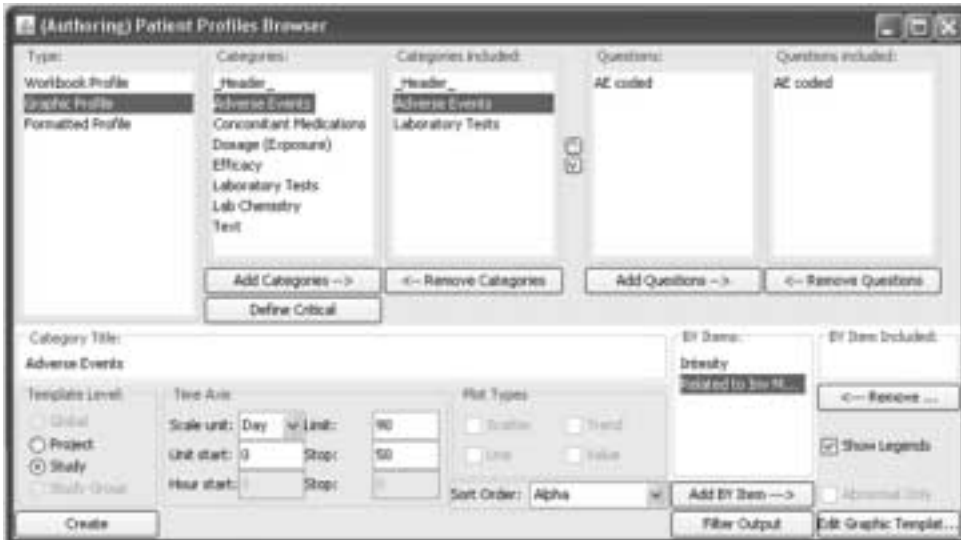 (Authoring) Patient Profiles Browser
Type:
Workbook Profile
Graphic Profile
Formatted Profile
Categories:
_Header_
Adverse Events
Concomitant Medications
Dosage (Exposure)
Efficacy
Laboratory Tests
Lab Chemistry
Text
Add Categories -->
Define Critical
Categories Included:
_Header_
Adverse Events
Laboratory Tests
<-- Remove Categories
Questions:
AE coded
Add Questions -->
Questions included:
AE coded
<-- Remove Questions
Category Title:
Adverse Events
Template Level:
Global
Project
Study
Study Group
Create
Time Axis
Scale unit: Day Limit: 90
Unit start: 0 Stop: 50
Hour start: Stop:
Plot Types
Scatter Trend
Line Value
Sort Order: Alpha
BY Items:
Intesity
Related to Inv M...
Add BY Item --->
Filter Output
BY Item Included:
<-- Remove ...
Show Legends
Abnormal Only
Edit Graphic Templat...